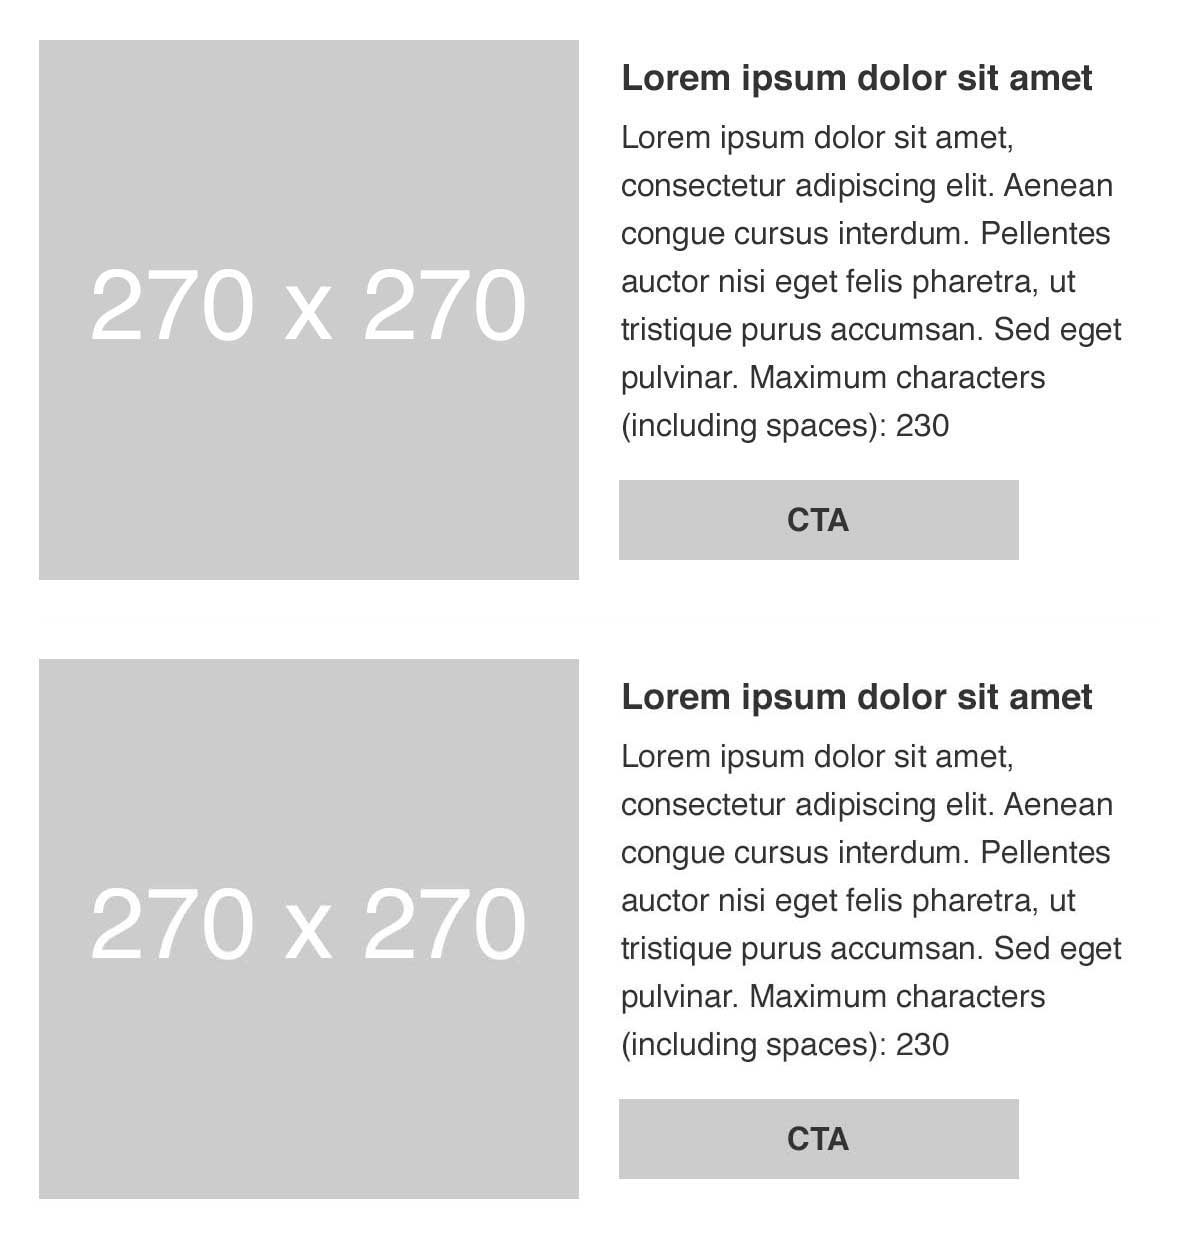 270 x 270
Lorem ipsum dolor sit amet
Lorem ipsum dolor sit amet,
consectetur adipiscing elit. Aenean
congue cursus interdum. Pellentes
auctor nisi eget felis pharetra, ut
tristique purus accumsan. Sed eget
pulvinar. Maximum characters
(including spaces): 230
CTA
270 x 270
Lorem ipsum dolor sit amet
Lorem ipsum dolor sit amet,
consectetur adipiscing elit. Aenean
congue cursus interdum. Pellentes
auctor nisi eget felis pharetra, ut
tristique purus accumsan. Sed eget
pulvinar. Maximum characters
(including spaces): 230
CTA